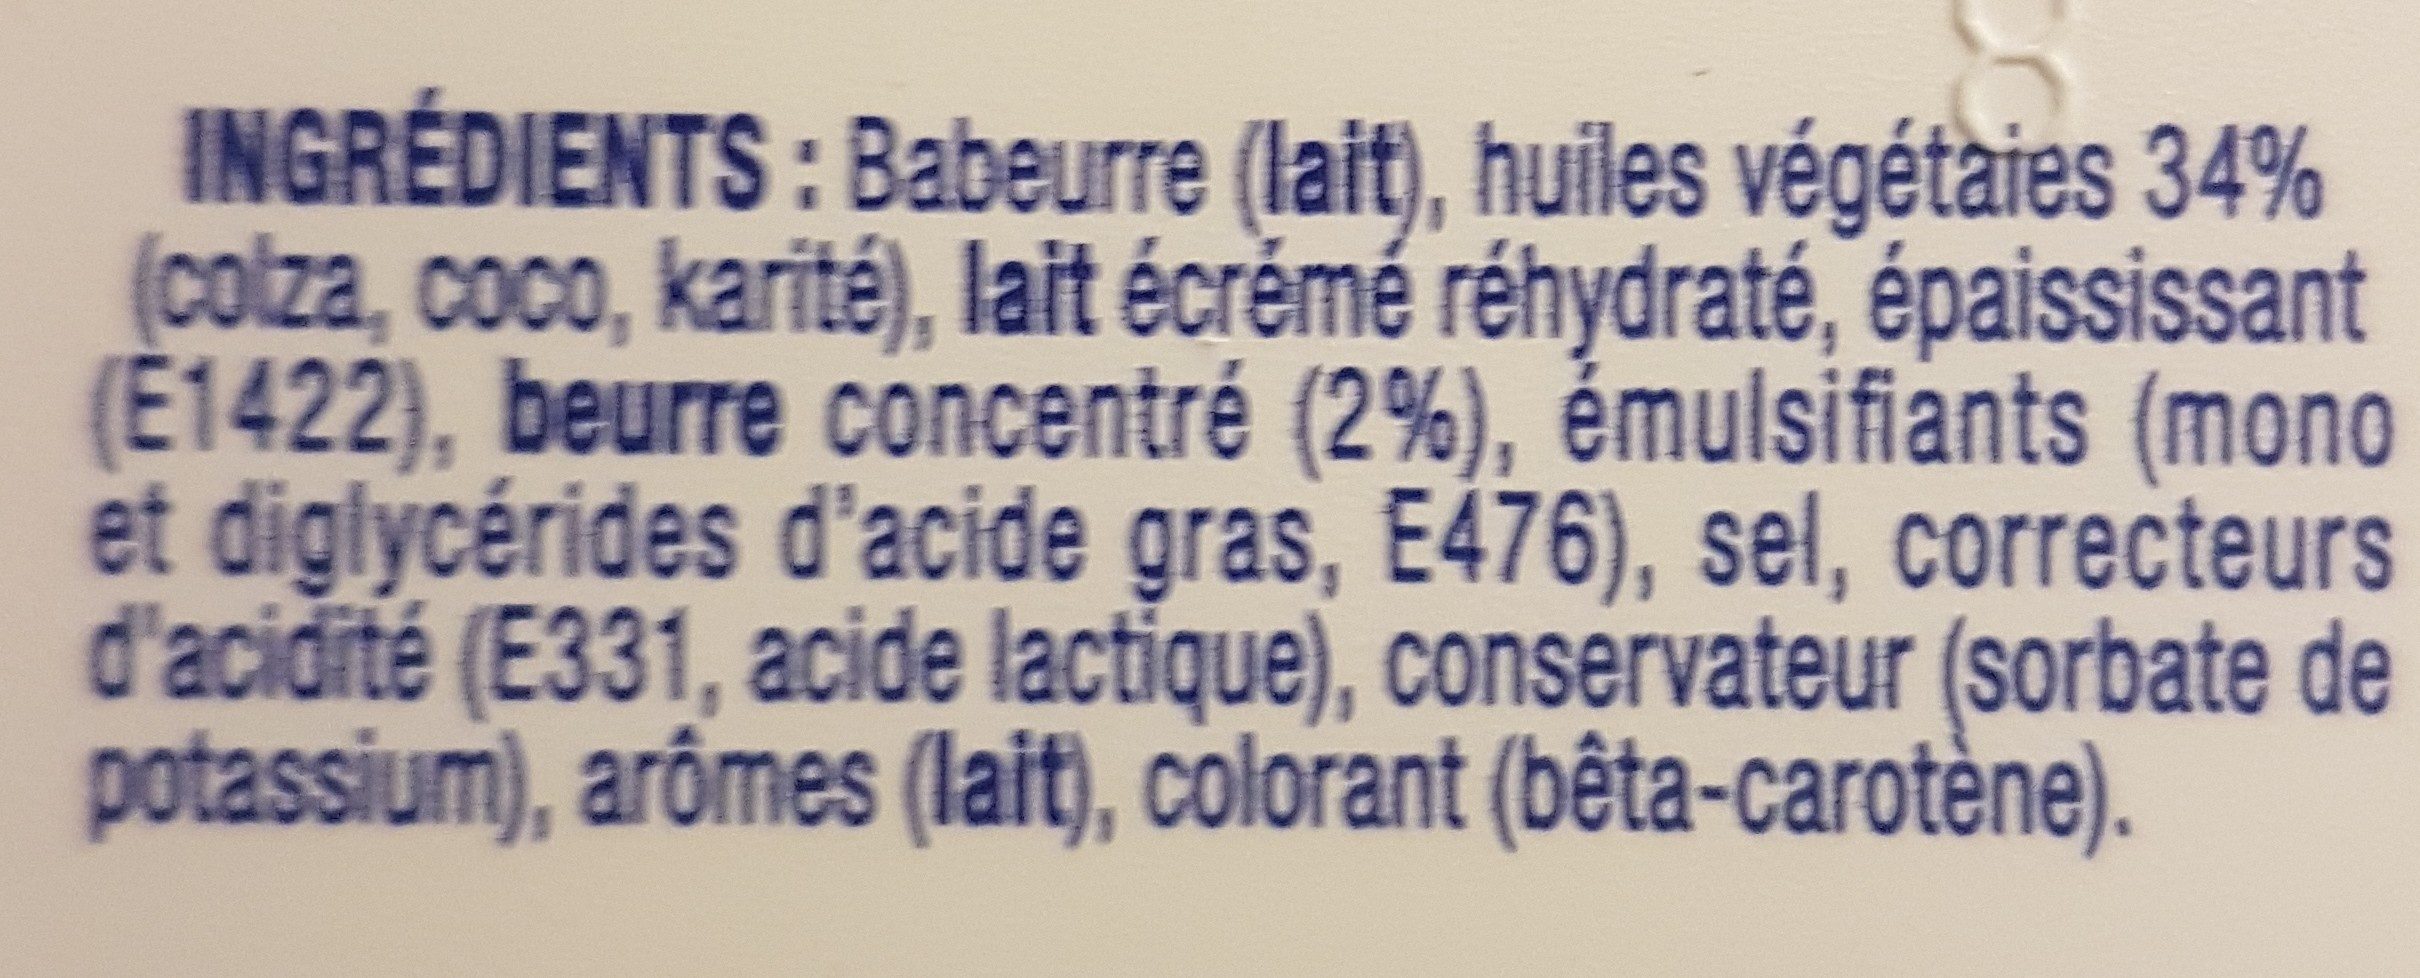 INGRÉDIENTS : Babeurre (lait), huiles végétales 34%
(colza, coco, karité), lait écrémé réhydraté, épaississant
(E1422), beurre concentré (2%), émulsifiants (mono
et diglycérides d'acide gras, E476), sel, correcteurs
d'acidité (E331, acide lactique), conservateur (sorbate de
potassium), arômes (lait), colorant (bêta-carotène).